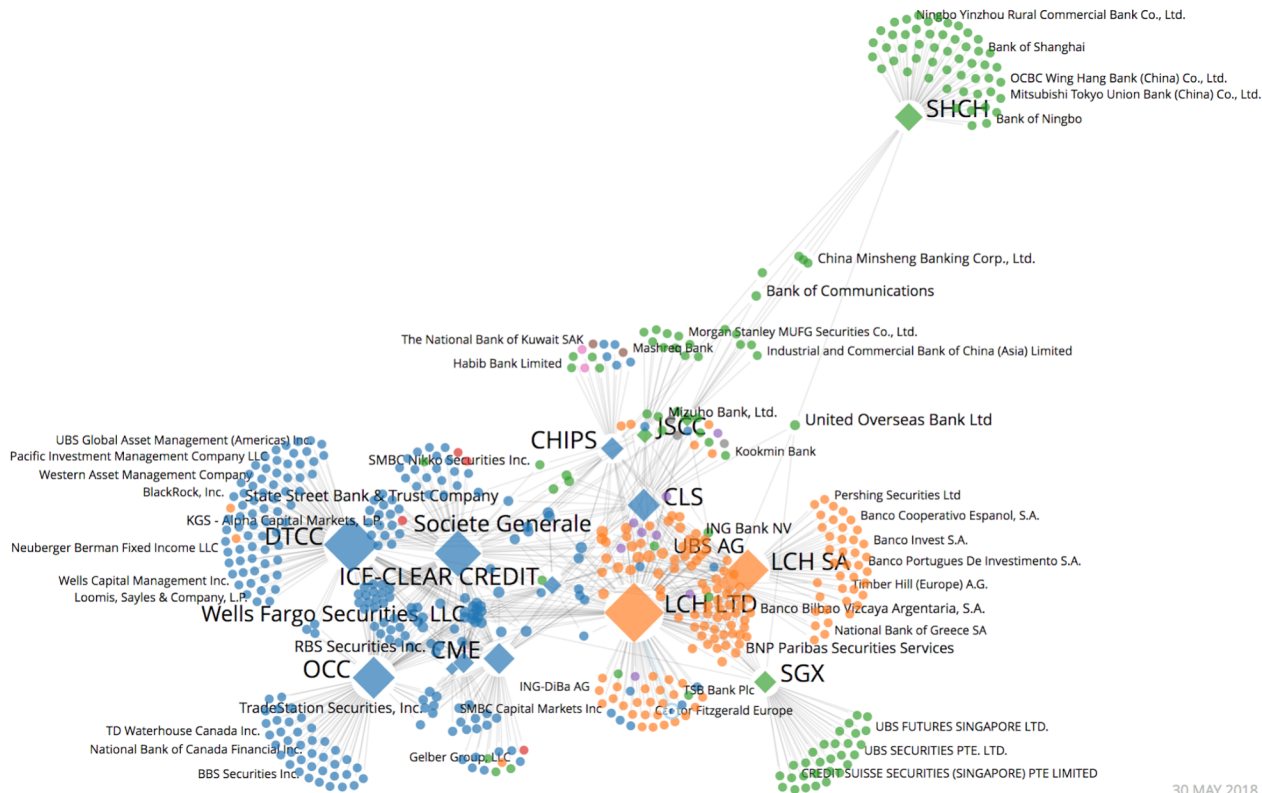 Ningbo Yinzhou Rural Commercial Bank Co., Ltd.
Bank of Shanghai
OCBC Wing Hang Bank (China) Co., Ltd.
Mitsubishi Tokyo Union Bank (China) Co., Ltd.
SHCH
Bank of Ningbo
China Minsheng Banking Corp., Ltd.
Bank of Communications
Morgan Stanley MUFG Securities Co., Ltd.
The National Bank of Kuwait SAK
Mashreq Bank
Industrial and Commercial Bank of China (Asia) Limited
Habib Bank Limited
Mizuho Bank, Ltd.
United Overseas Bank Ltd
JSCC
CHIPS
UBS Global Asset Management (Americas) Inc.
Kookmin Bank
Pacific Investment Management Company LLC
SMBC Nikko Securities Inc.
Western Asset Management Company
BlackRock, Inc.
State Street Bank & Trust Company
CLS
Pershing Securities Ltd
KGS - Alpha Capital Markets, L.P.
Societe Generale
Banco Cooperativo Espanol, S.A.
ING Bank NV
DTCC
Banco Invest S.A.
Neuberger Berman Fixed Income LLC
UBS AG
LCH SA
Banco Portugues De Investimento S.A.
Wells Capital Management Inc.
ICE-CLEAR CREDIT
Timber Hill (Europe) A.G.
Loomis, Sayles & Company, L.P.
LCH LTD
Banco Bilbao Vizcaya Argentaria, S.A.
Wells Fargo Securities, LLC
National Bank of Greece SA
RBS Securities Inc.
CME
BNP Paribas Securities Services
OCC
SGX
ING-DiBa AG
TSB Bank Plc
TradeStation Securities, Inc.
SMBC Capital Markets Inc
Cantor Fitzgerald Europe
TD Waterhouse Canada Inc.
UBS FUTURES SINGAPORE LTD.
National Bank of Canada Financial Inc.
Gelber Group, LLC
UBS SECURITIES PTE. LTD.
BBS Securities Inc.
CREDIT SUISSE SECURITIES (SINGAPORE) PTE LIMITED
30 MAY 2018